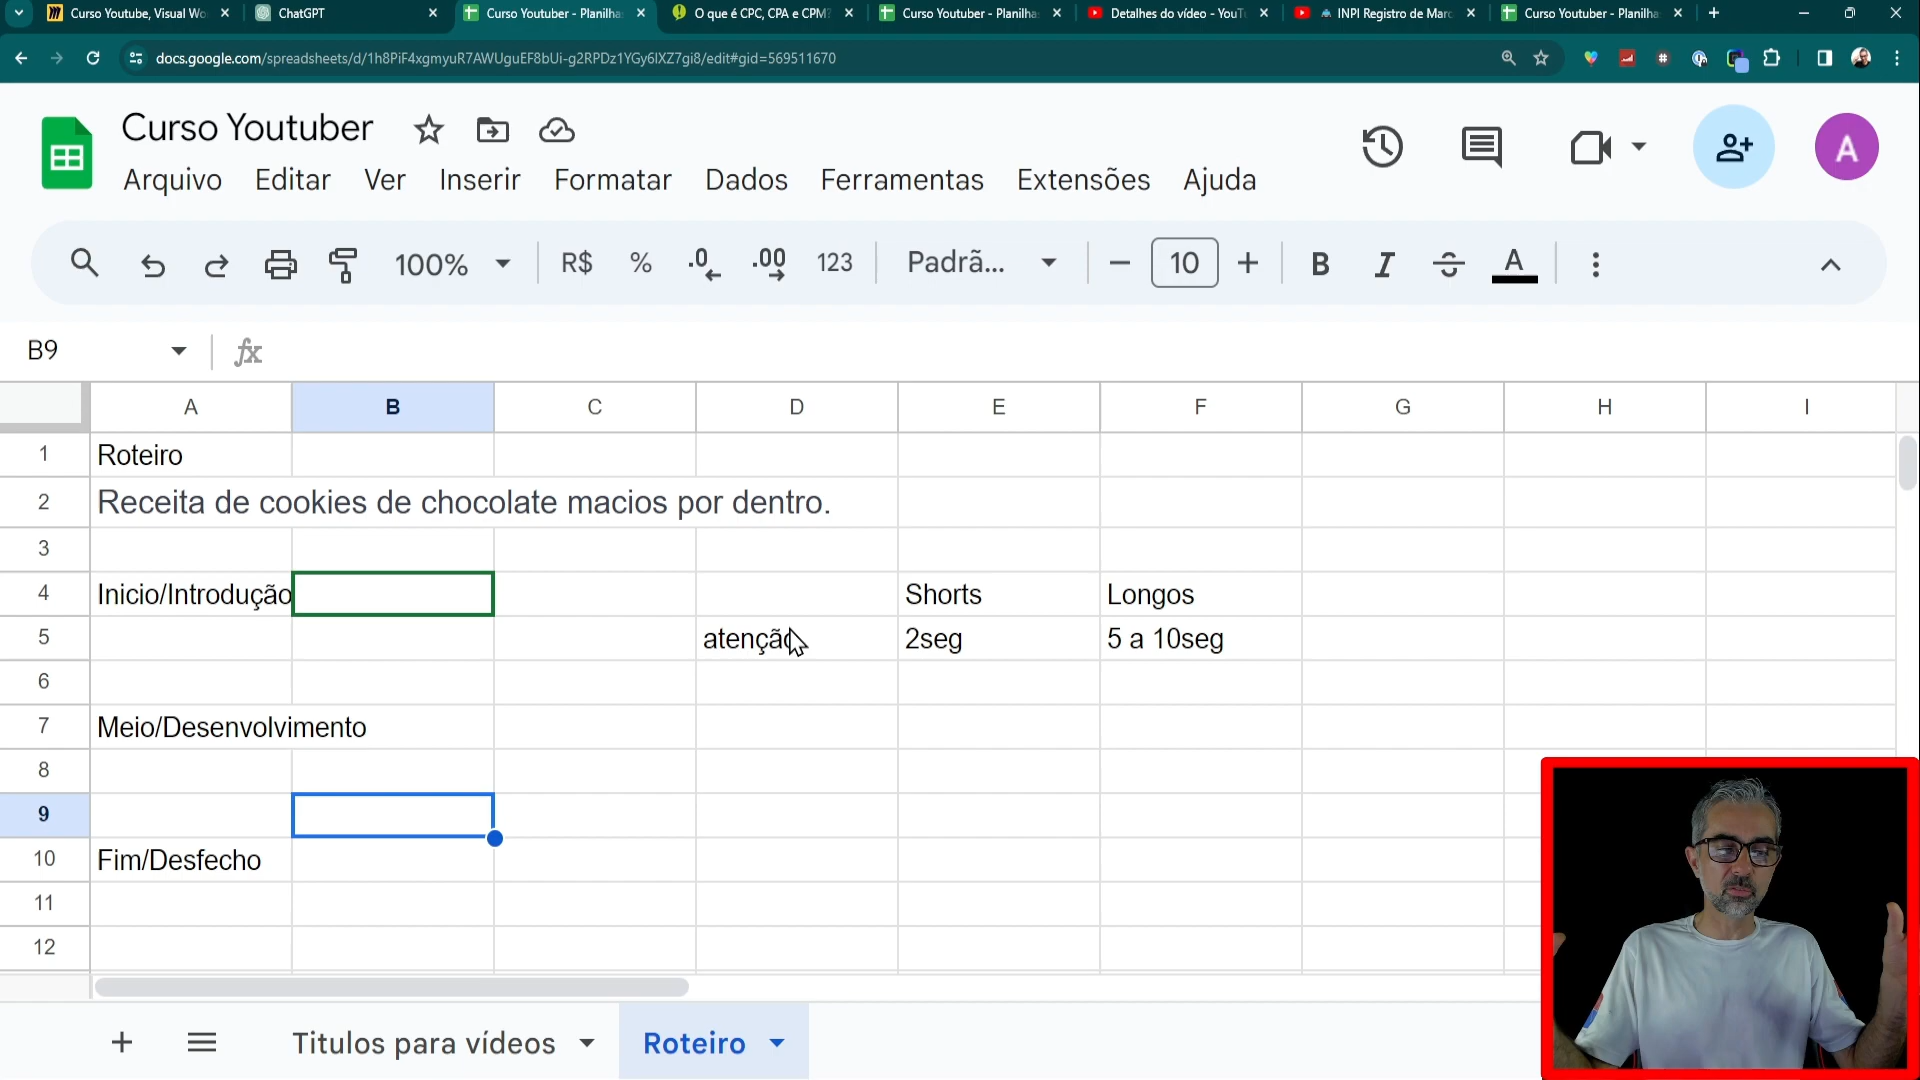 Curso Youtube, Visual Wo
ChatGPT
Curso Youtuber - Planilha
O que é CPC, CPA e CPM?
Curso Youtuber - Planilha
Detalhes do vídeo - YouTu
INPI Registro de Marc
Curso Youtuber - Planilha
docs.google.com/spreadsheets/d/1h8PiF4xgmyuR7AWUguEF8bUi-g2RPDz1YGy6IXZ7gi8/edit#gid=569511670
Curso Youtuber
Arquivo Editar Ver Inserir Formatar Dados Ferramentas Extensões Ajuda
A
100% R$ % .0 .00 123 Padrã... 10 B I S A
B9 fx
A B C D E F G H I
1 Roteiro
2 Receita de cookies de chocolate macios por dentro.
3
4 Inicio/Introdução Shorts Longos
5 atenção 2seg 5 a 10seg
6
7 Meio/Desenvolvimento
8
9
10 Fim/Desfecho
11
12
Titulos para vídeos Roteiro